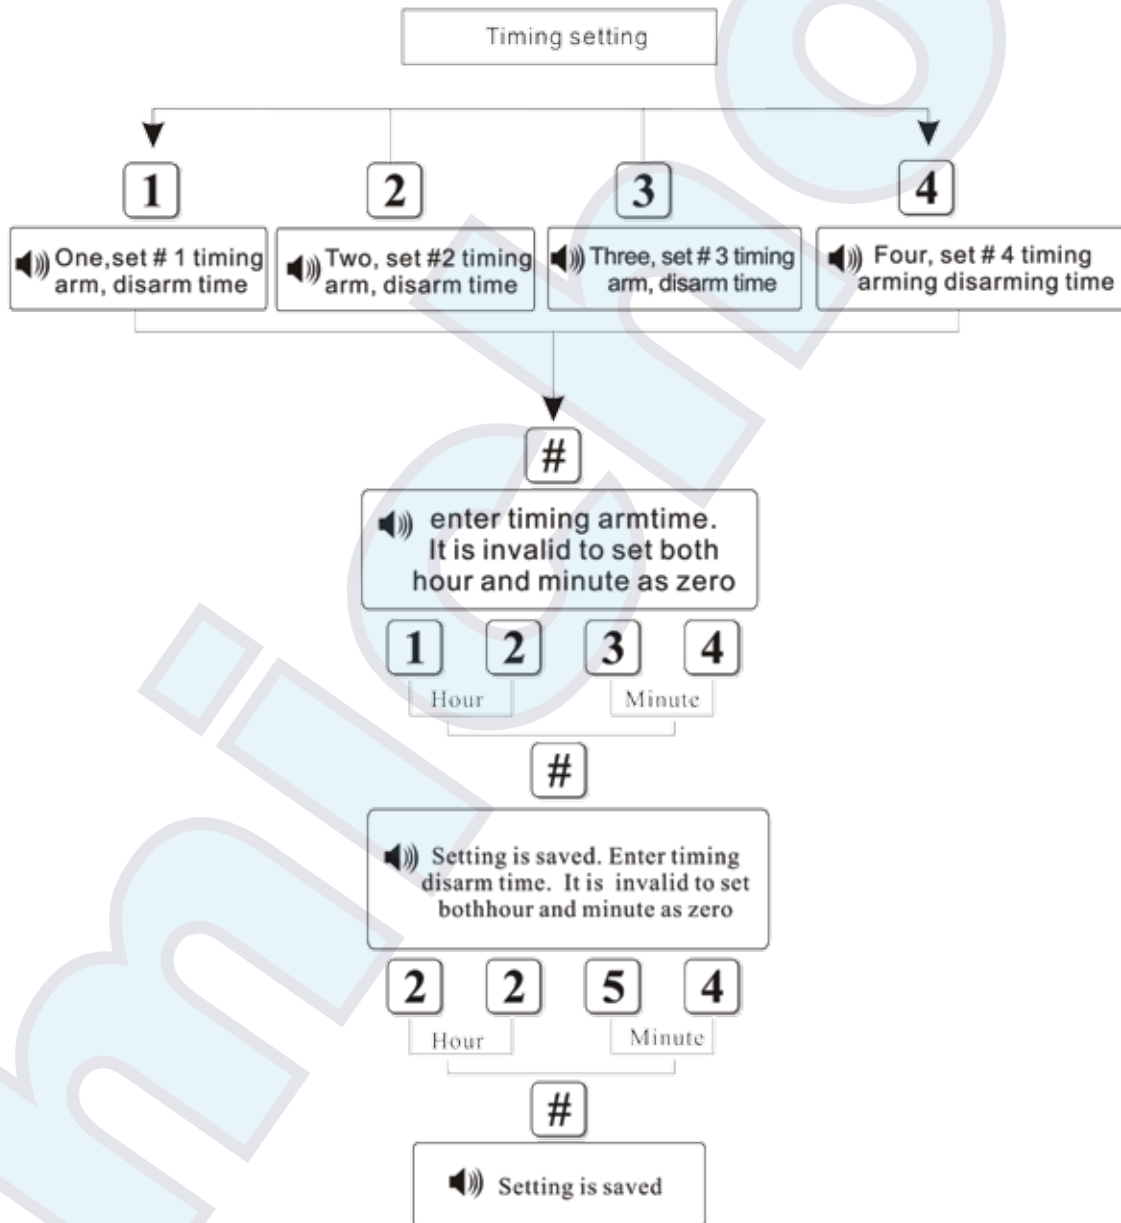 Timing setting
1
2
3
4
One,set # 1 timing
arm, disarm time
Two, set #2 timing
arm, disarm time
Three, set # 3 timing
arm, disarm time
Four, set # 4 timing
arming disarming time
#
enter timing armtime.
It is invalid to set both
hour and minute as zero
1 2 3 4
Hour Minute
#
Setting is saved. Enter timing
disarm time. It is invalid to set
bothhour and minute as zero
2 2 5 4
Hour Minute
#
Setting is saved